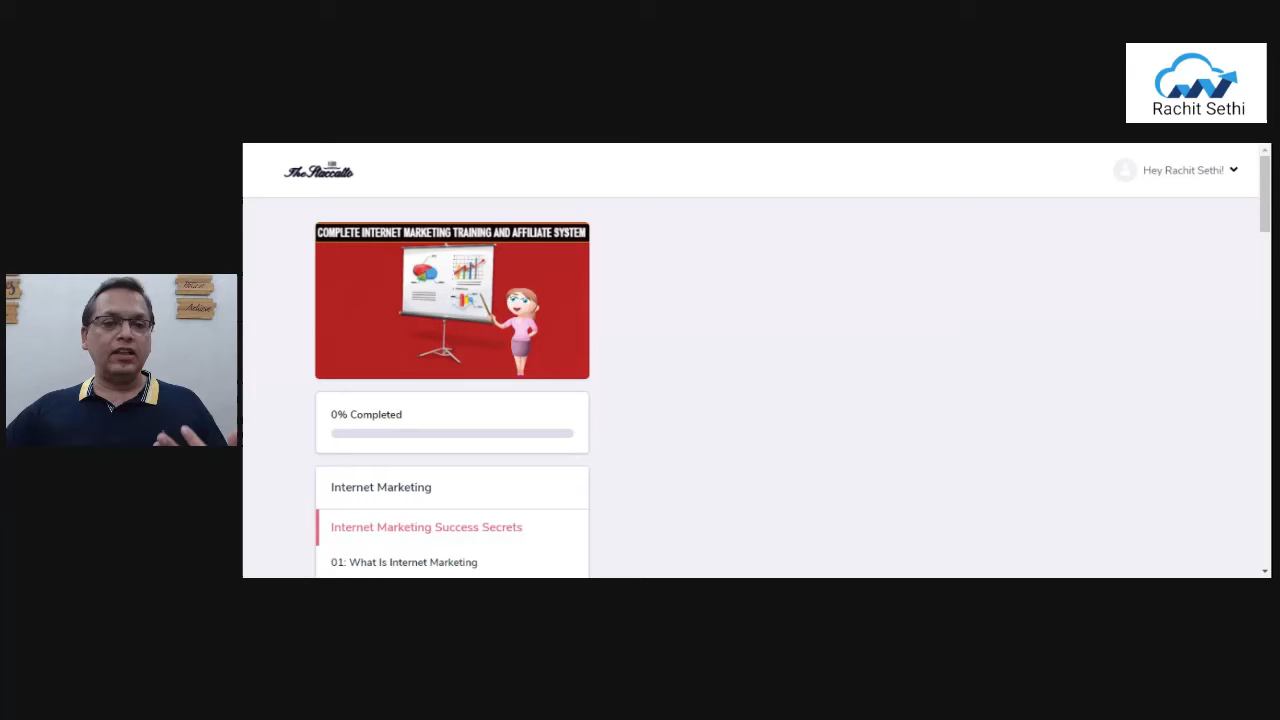 Rachit Sethi
The Staccato
Hey Rachit Sethi!
COMPLETE INTERNET MARKETING TRAINING AND AFFILIATE SYSTEM
0% Completed
Internet Marketing
Internet Marketing Success Secrets
01: What Is Internet Marketing
Achieve